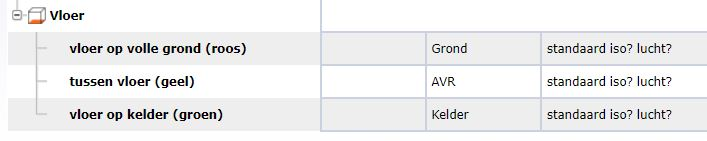 Vloer
vloer op volle grond (roos) Grond standaard iso? lucht?
tussen vloer (geel) AVR standaard iso? lucht?
vloer op kelder (groen) Kelder standaard iso? lucht?